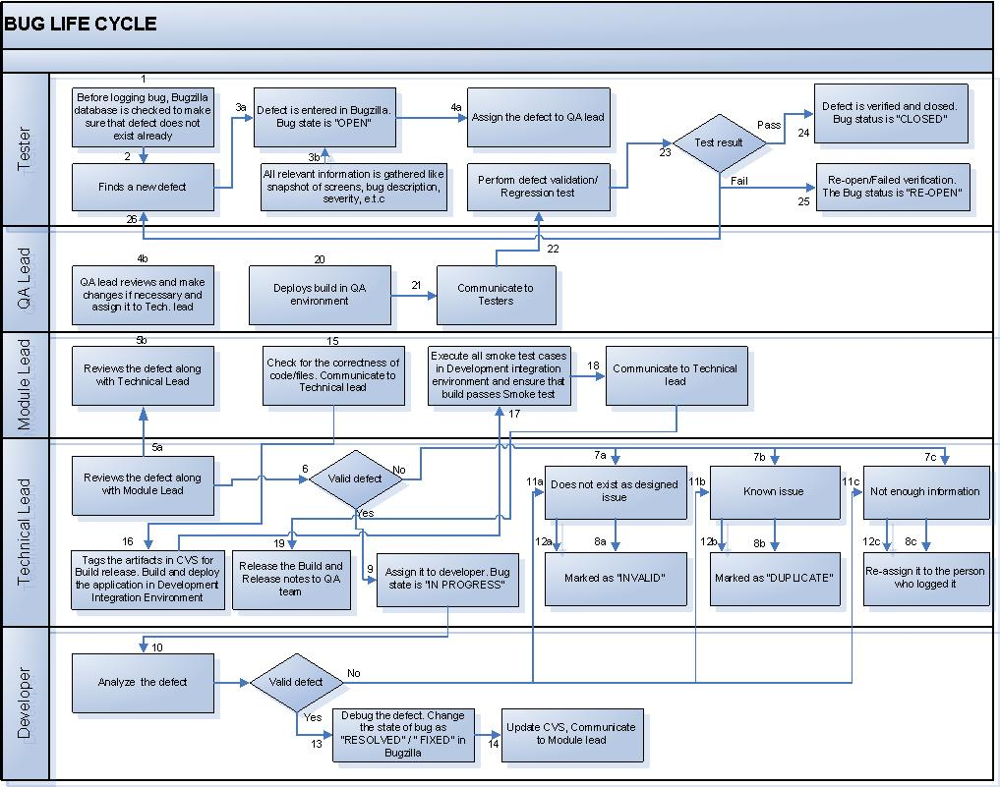 BUG LIFE CYCLE
Tester
1
Before logging bug, Bugzilla
database is checked to make
sure that defect does not
exist already
2
Finds a new defect
26
3a
Defect is entered in Bugzilla.
Bug state is "OPEN"
3b
All relevant information is gathered like
snapshot of screens, bug description,
severity, e.t.c
4a
Assign the defect to QA lead
Perform defect validation/
Regression test
23
Test result
Pass
24
Defect is verified and closed.
Bug status is "CLOSED"
Fail
25
Re-open/Failed verification.
The Bug status is "RE-OPEN"
QA Lead
4b
QA lead reviews and make
changes if necessary and
assign it to Tech. lead
20
Deploys build in QA
environment
21
Communicate to
Testers
22
Module Lead
5b
Reviews the defect along
with Technical Lead
15
Check for the correctness of
code/files. Communicate to
Technical lead
Execute all smoke test cases
in Development integration
environment and ensure that
build passes Smoke test
17
18
Communicate to Technical
lead
Technical Lead
5a
Reviews the defect along
with Module Lead
6
Valid defect
No
Yes
7a
Does not exist as designed
issue
7b
Known issue
7c
Not enough information
11a
11b
11c
12a
8a
12b
8b
12c
8c
16
Tags the artifacts in CVS for
Build release. Build and deploy
the application in Development
Integration Environment
19
Release the Build and
Release notes to QA
team
9
Assign it to developer. Bug
state is "IN PROGRESS"
Marked as "INVALID"
Marked as "DUPLICATE"
Re-assign it to the person
who logged it
Developer
10
Analyze the defect
Valid defect
No
Yes
13
Debug the defect. Change
the state of bug as
"RESOLVED" / " FIXED" in
Bugzilla
14
Update CVS, Communicate
to Module lead